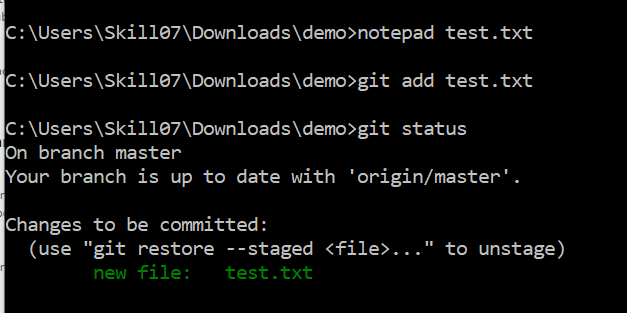 C:\Users\Skill07\Downloads\demo>notepad test.txt
C:\Users\Skill07\Downloads\demo>git add test.txt
C:\Users\Skill07\Downloads\demo>git status
On branch master
Your branch is up to date with 'origin/master'.
Changes to be committed:
  (use "git restore --staged <file>..." to unstage)
        new file:   test.txt